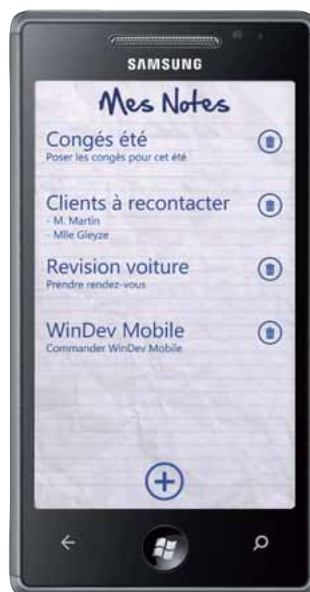 SAMSUNG
Mes Notes
Congés été
Poser les congés pour cet été
Clients à recontacter
- M. Martin
- Mlle Gleyze
Revision voiture
Prendre rendez-vous
WinDev Mobile
Commander WinDev Mobile